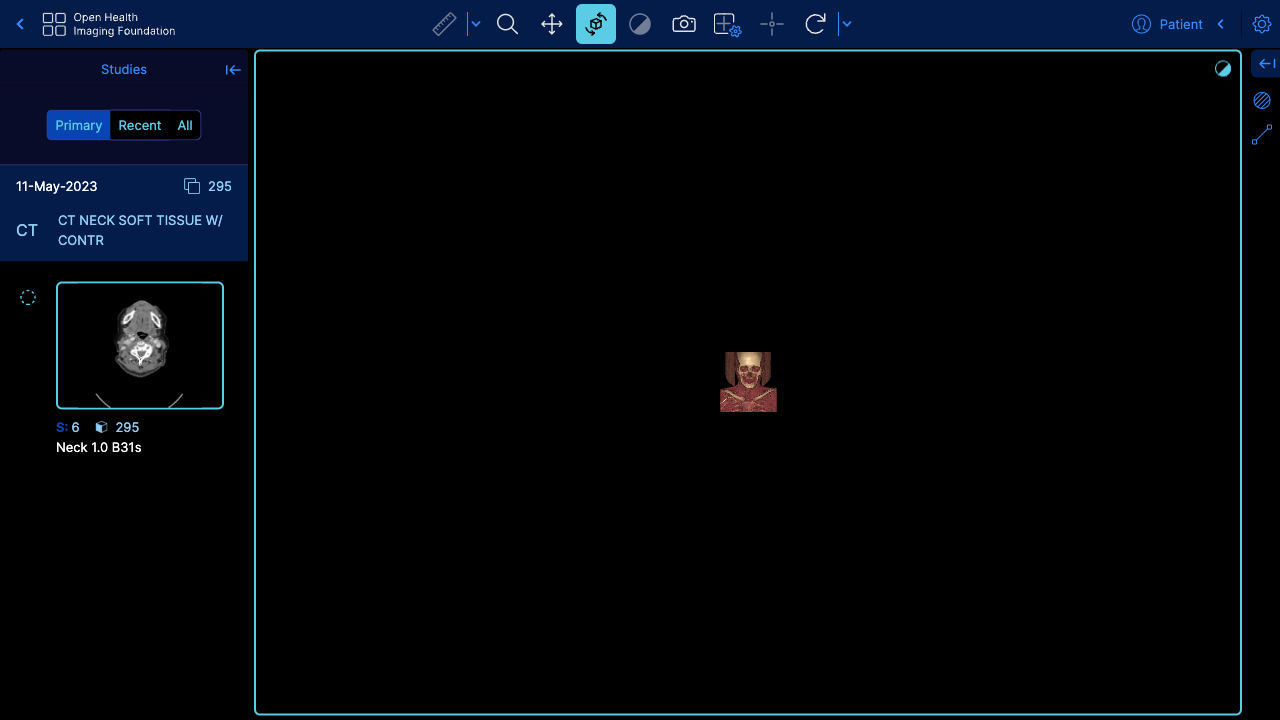 Open Health
Imaging Foundation
Patient
Studies
Primary Recent All
11-May-2023 295
CT CT NECK SOFT TISSUE W/
CONTR
S: 6 295
Neck 1.0 B31s